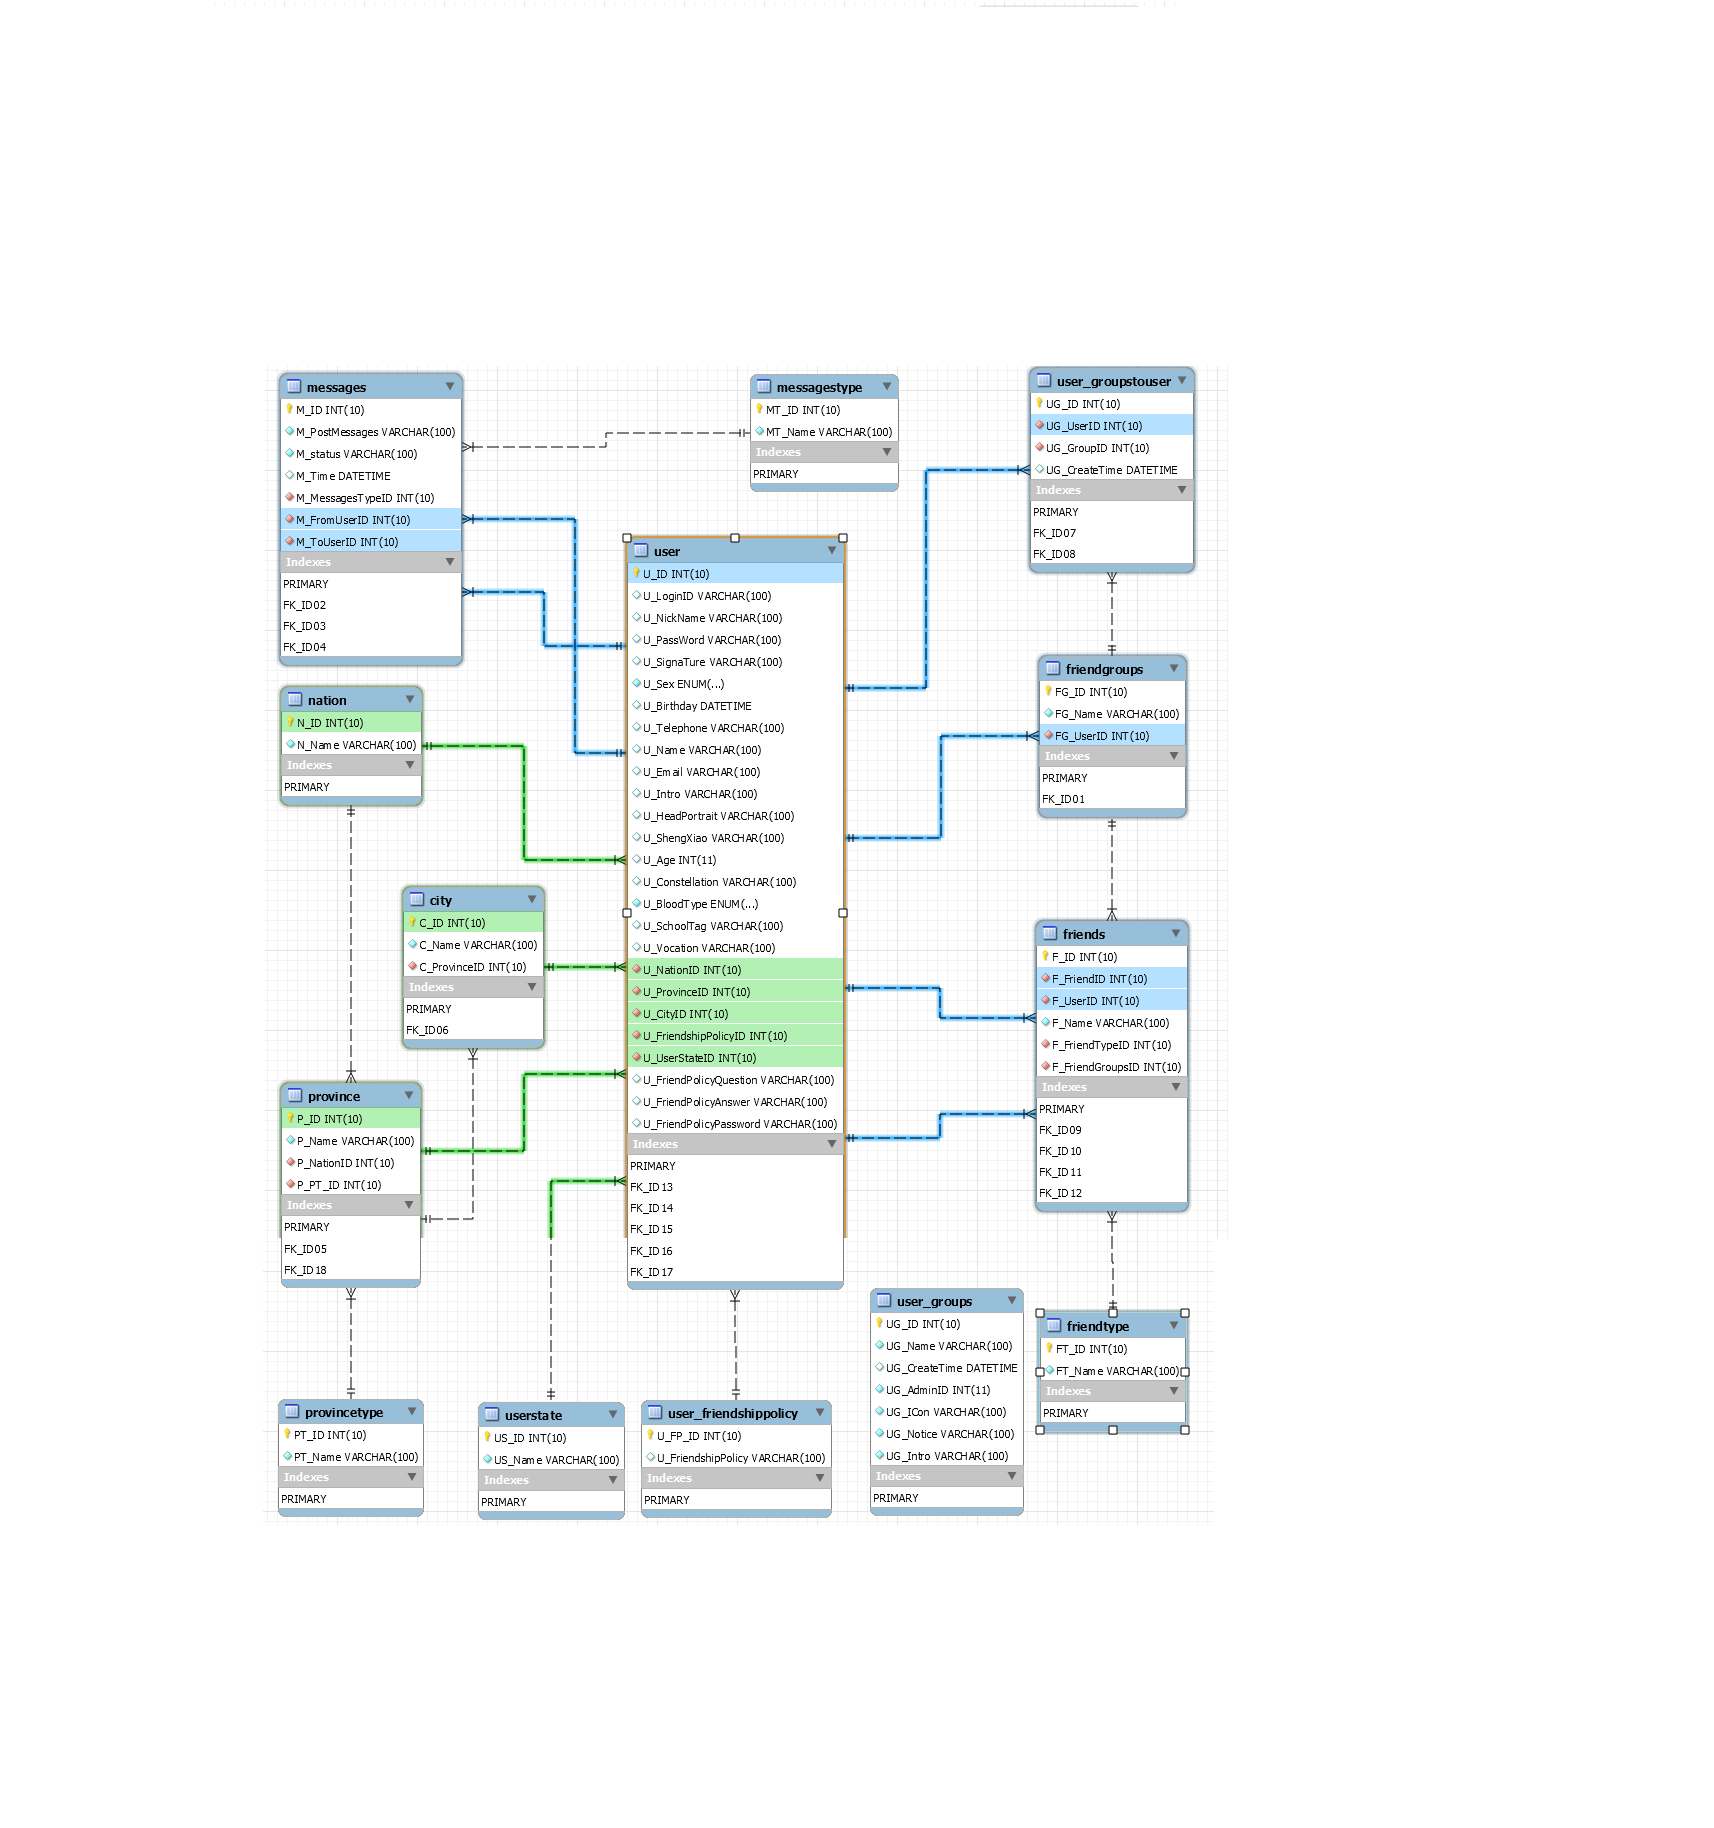 messages
M_ID INT(10)
M_PostMessages VARCHAR(100)
M_status VARCHAR(100)
M_Time DATETIME
M_MessagesTypeID INT(10)
M_FromUserID INT(10)
M_ToUserID INT(10)
Indexes
PRIMARY
FK_ID02
FK_ID03
FK_ID04
messagestype
MT_ID INT(10)
MT_Name VARCHAR(100)
Indexes
PRIMARY
user_groupstouser
UG_ID INT(10)
UG_UserID INT(10)
UG_GroupID INT(10)
UG_CreateTime DATETIME
Indexes
PRIMARY
FK_ID07
FK_ID08
nation
N_ID INT(10)
N_Name VARCHAR(100)
Indexes
PRIMARY
user
U_ID INT(10)
U_LoginID VARCHAR(100)
U_NickName VARCHAR(100)
U_PassWord VARCHAR(100)
U_SignaTure VARCHAR(100)
U_Sex ENUM(...)
U_Birthday DATETIME
U_Telephone VARCHAR(100)
U_Name VARCHAR(100)
U_Email VARCHAR(100)
U_Intro VARCHAR(100)
U_HeadPortrait VARCHAR(100)
U_ShengXiao VARCHAR(100)
U_Age INT(11)
U_Constellation VARCHAR(100)
U_BloodType ENUM(...)
U_SchoolTag VARCHAR(100)
U_Vocation VARCHAR(100)
U_NationID INT(10)
U_ProvinceID INT(10)
U_CityID INT(10)
U_FriendshipPolicyID INT(10)
U_UserStateID INT(10)
U_FriendPolicyQuestion VARCHAR(100)
U_FriendPolicyAnswer VARCHAR(100)
U_FriendPolicyPassword VARCHAR(100)
Indexes
PRIMARY
FK_ID13
FK_ID14
FK_ID15
FK_ID16
FK_ID17
friendgroups
FG_ID INT(10)
FG_Name VARCHAR(100)
FG_UserID INT(10)
Indexes
PRIMARY
FK_ID01
city
C_ID INT(10)
C_Name VARCHAR(100)
C_ProvinceID INT(10)
Indexes
PRIMARY
FK_ID06
friends
F_ID INT(10)
F_FriendID INT(10)
F_UserID INT(10)
F_Name VARCHAR(100)
F_FriendTypeID INT(10)
F_FriendGroupsID INT(10)
Indexes
PRIMARY
FK_ID09
FK_ID10
FK_ID11
FK_ID12
province
P_ID INT(10)
P_Name VARCHAR(100)
P_NationID INT(10)
P_PT_ID INT(10)
Indexes
PRIMARY
FK_ID05
FK_ID18
user_groups
UG_ID INT(10)
UG_Name VARCHAR(100)
UG_CreateTime DATETIME
UG_AdminID INT(11)
UG_ICon VARCHAR(100)
UG_Notice VARCHAR(100)
UG_Intro VARCHAR(100)
Indexes
PRIMARY
friendtype
FT_ID INT(10)
FT_Name VARCHAR(100)
Indexes
PRIMARY
provincetype
PT_ID INT(10)
PT_Name VARCHAR(100)
Indexes
PRIMARY
userstate
US_ID INT(10)
US_Name VARCHAR(100)
Indexes
PRIMARY
user_friendshippolicy
U_FP_ID INT(10)
U_FriendshipPolicy VARCHAR(100)
Indexes
PRIMARY